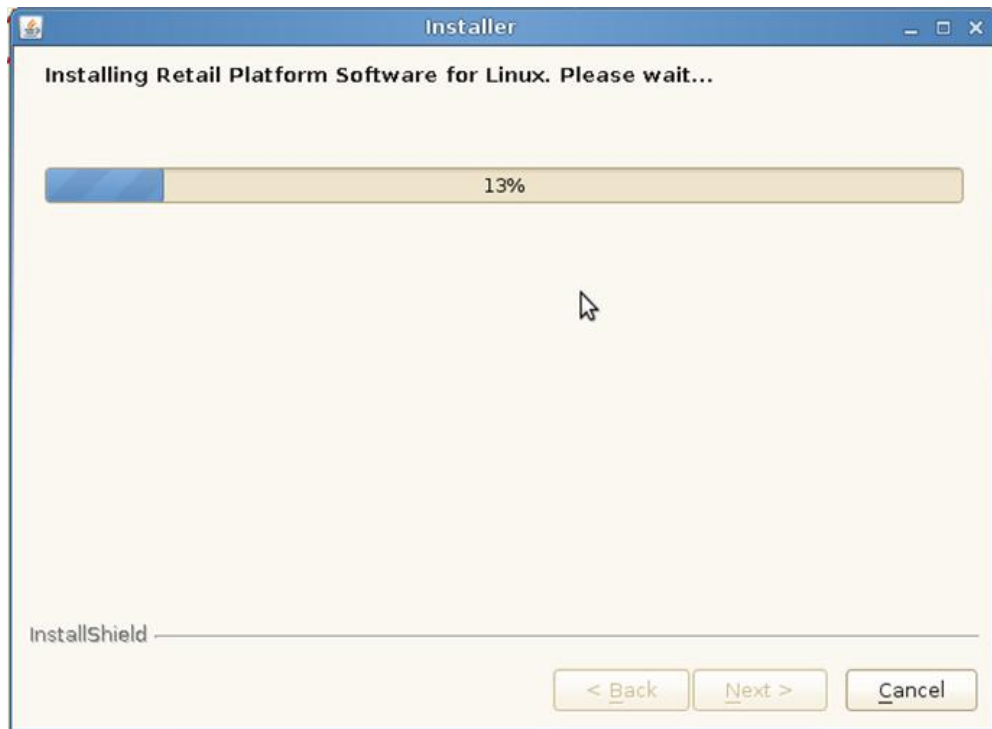 Installer
Installing Retail Platform Software for Linux. Please wait...
13%
InstallShield
< Back Next > Cancel